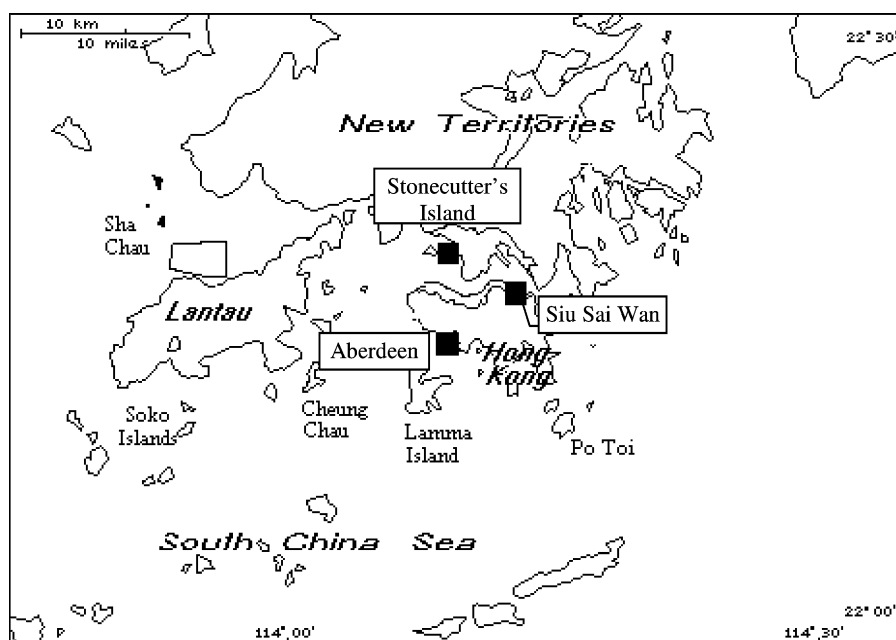 10 km
10 miles
22° 30'
New Territories
Stonecutter's
Island
Sha
Chau
Lantau
Siu Sai Wan
Aberdeen
Hong
Kong
Soko
Islands
Cheung
Chau
Lamma
Island
Po Toi
South China Sea
22° 00'
114° 00'
114° 30'